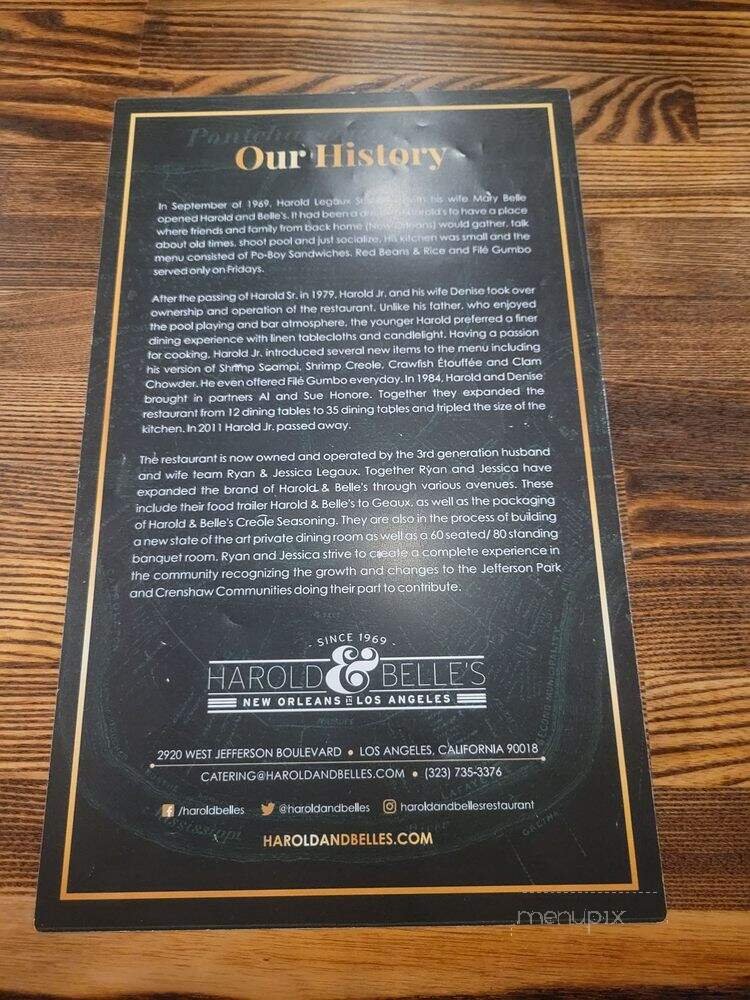 Our History
In September of 1969, Harold Legaux Sr. with his wife Mary Belle
opened Harold and Belle's. It had been a dream of Harold's to have a place
where friends and family from back home (New Orleans) would gather, talk
about old times, shoot pool and just socialize. His kitchen was small and the
menu consisted of Po-Boy Sandwiches, Red Beans & Rice and Filé Gumbo
served only on Fridays.
After the passing of Harold Sr. in 1979, Harold Jr. and his wife Denise took over
ownership and operation of the restaurant. Unlike his father, who enjoyed
the pool playing and bar atmosphere, the younger Harold preferred a finer
dining experience with linen tablecloths and candlelight. Having a passion
for cooking, Harold Jr. introduced several new items to the menu including
his version of Shrimp Scampi, Shrimp Creole, Crawfish Étouffée and Clam
Chowder. He even offered Filé Gumbo everyday. In 1984, Harold and Denise
brought in partners Al and Sue Honore. Together they expanded the
restaurant from 12 dining tables to 35 dining tables and tripled the size of the
kitchen. In 2011 Harold Jr. passed away.
The restaurant is now owned and operated by the 3rd generation husband
and wife team Ryan & Jessica Legaux. Together Ryan and Jessica have
expanded the brand of Harold & Belle's through various avenues. These
include their food trailer Harold & Belle's to Geaux, as well as the packaging
of Harold & Belle's Creole Seasoning. They are also in the process of building
a new state of the art private dining room as well as a 60 seated/ 80 standing
banquet room. Ryan and Jessica strive to create a complete experience in
the community recognizing the growth and changes to the Jefferson Park
and Crenshaw Communities doing their part to contribute.
SINCE 1969
HAROLD & BELLE'S
NEW ORLEANS IN LOS ANGELES
2920 WEST JEFFERSON BOULEVARD • LOS ANGELES, CALIFORNIA 90018
CATERING@HAROLDANDBELLES.COM • (323) 735-3376
/haroldbelles @haroldandbelles haroldandbellesrestaurant
HAROLDANDBELLES.COM
menupix